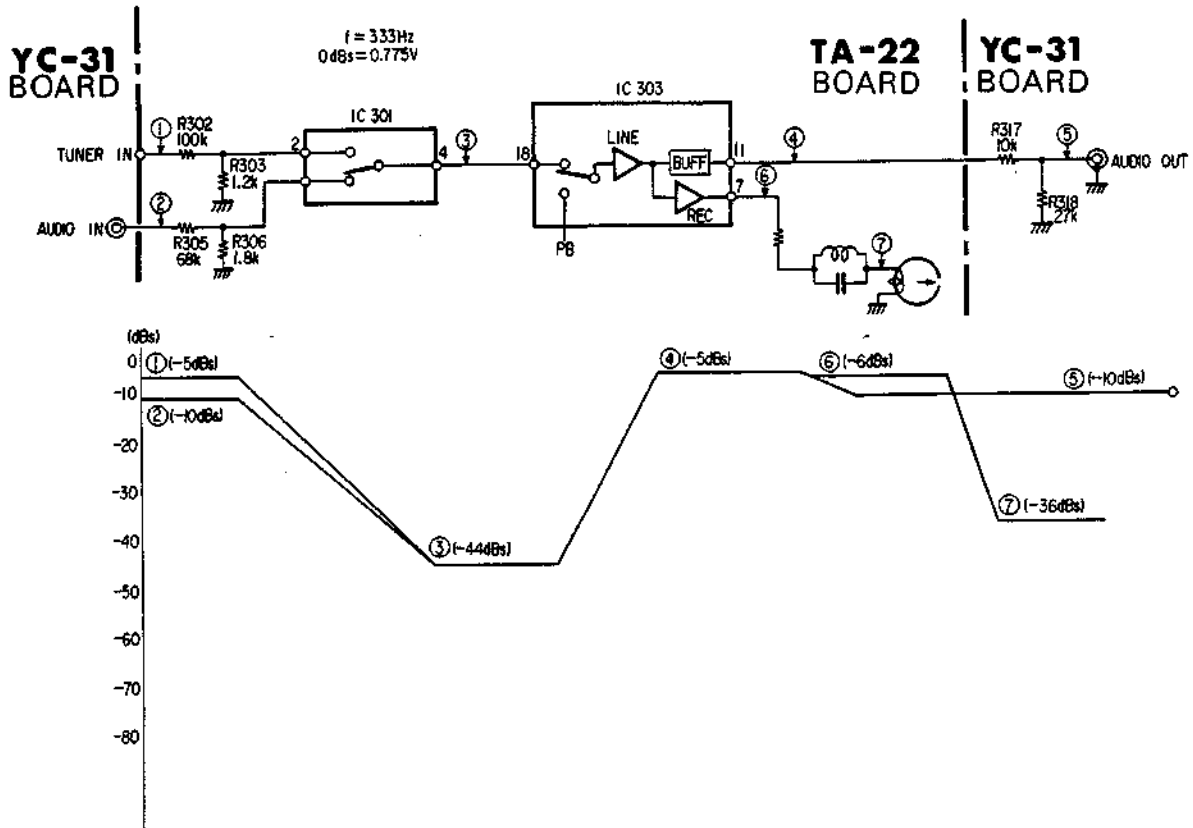 YC-31
BOARD
f = 333Hz
0dBs = 0.775V
TA-22
BOARD
YC-31
BOARD
IC 301
IC 303
TUNER IN
①
R302
100k
R303
1.2k
2
4
③
18
LINE
BUFF
REC
11
7
④
⑥
R317
10k
⑤
AUDIO OUT
R318
27k
AUDIO IN
②
R305
68k
R306
1.8k
PB
⑦
(dBs)
0
-10
-20
-30
-40
-50
-60
-70
-80
① (-5dBs)
② (-10dBs)
③ (-44dBs)
④ (-5dBs)
⑥ (-6dBs)
⑤ (-10dBs)
⑦ (-36dBs)